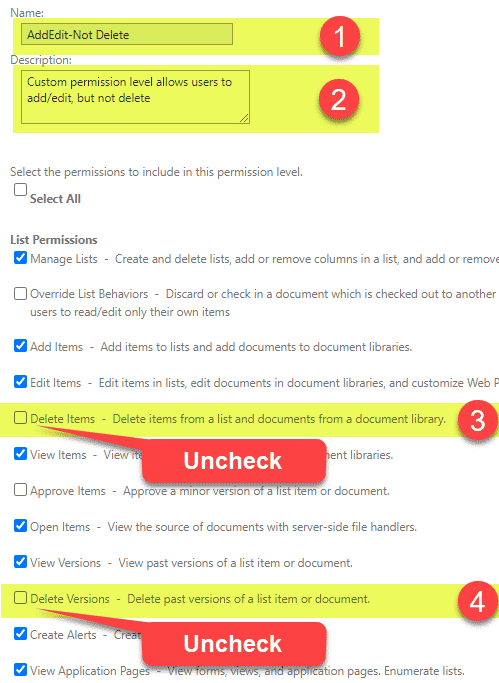 Name:
AddEdit-Not Delete
1
Description:
Custom permission level allows users to
add/edit, but not delete
2
Select the permissions to include in this permission level.
Select All
List Permissions
Manage Lists - Create and delete lists, add or remove columns in a list, and add or remove
Override List Behaviors - Discard or check in a document which is checked out to another
users to read/edit only their own items
Add Items - Add items to lists and add documents to document libraries.
Edit Items - Edit items in lists, edit documents in document libraries, and customize Web P
Delete Items - Delete items from a list and documents from a document library.
3
View Items - View libraries.
Uncheck
Approve Items - Approve a minor version of a list item or document.
Open Items - View the source of documents with server-side file handlers.
View Versions - View past versions of a list item or document.
Delete Versions - Delete past versions of a list item or document.
4
Create Alerts -
Uncheck
View Application Pages - View forms, views, and application pages. Enumerate lists.